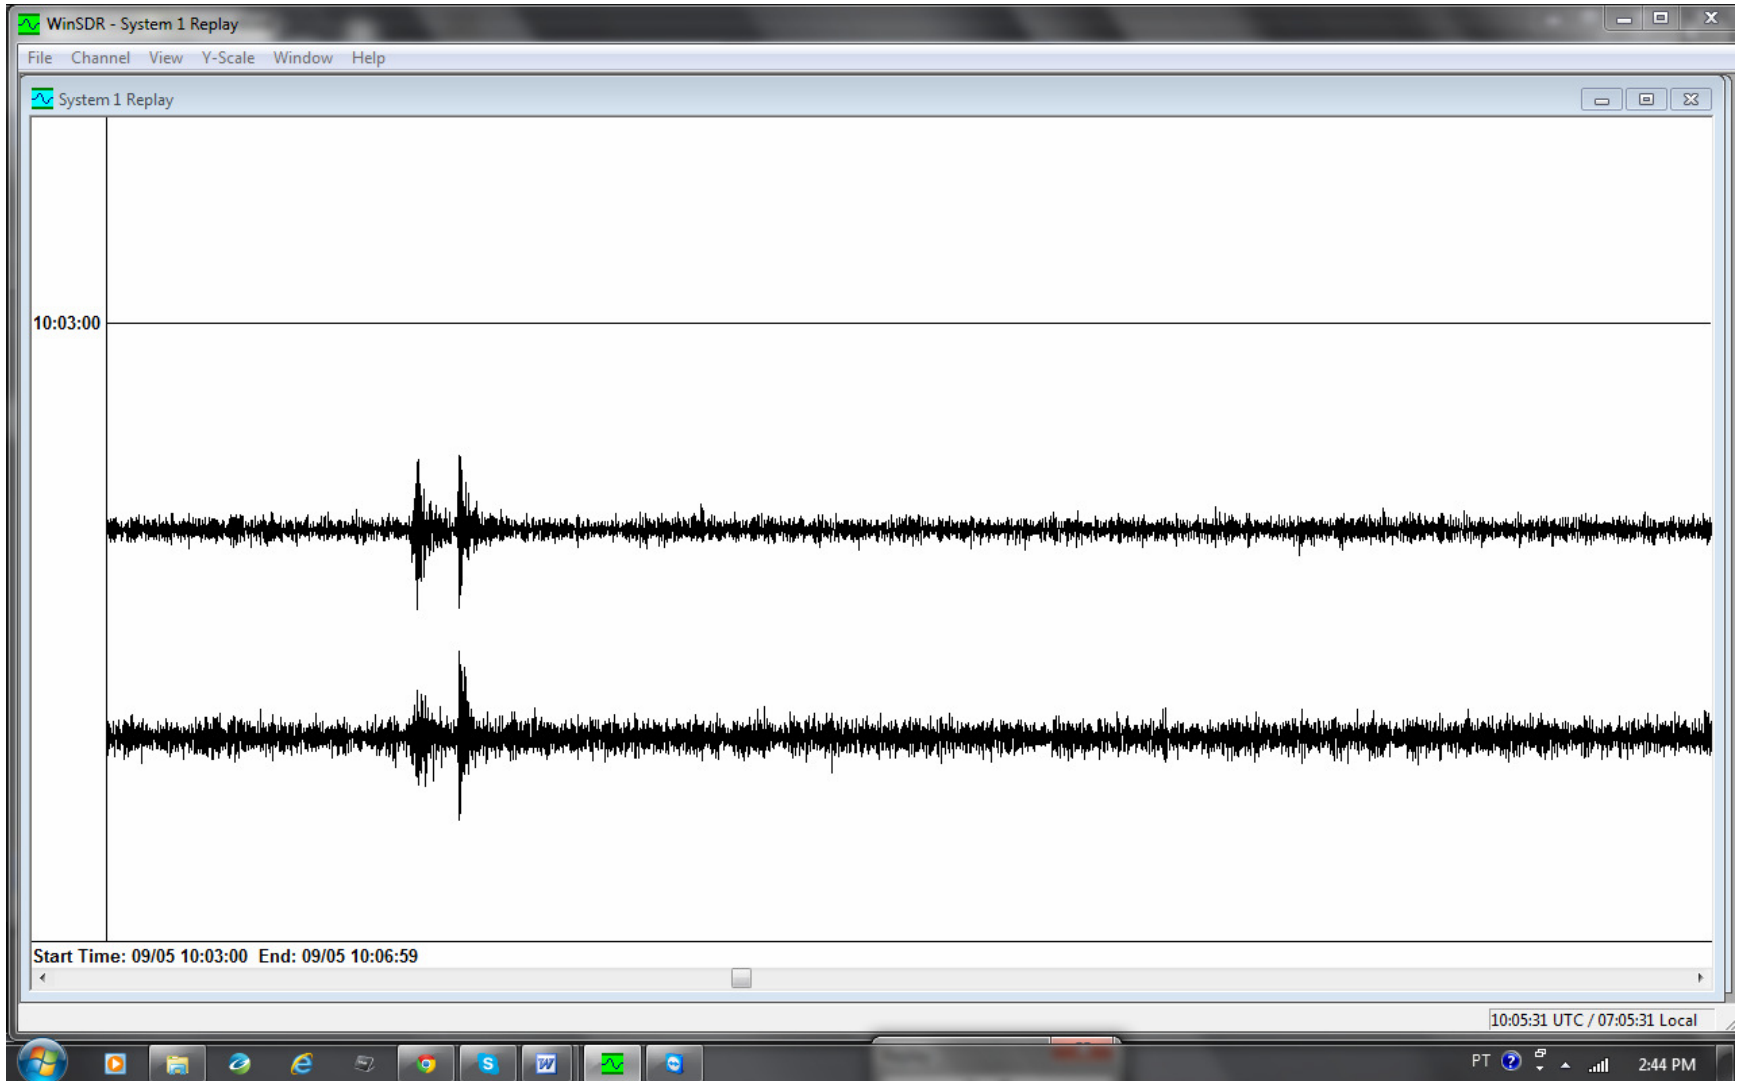 WinSDR - System 1 Replay
File Channel View Y-Scale Window Help
System 1 Replay
10:03:00
Start Time: 09/05 10:03:00 End: 09/05 10:06:59
10:05:31 UTC / 07:05:31 Local
PT
2:44 PM